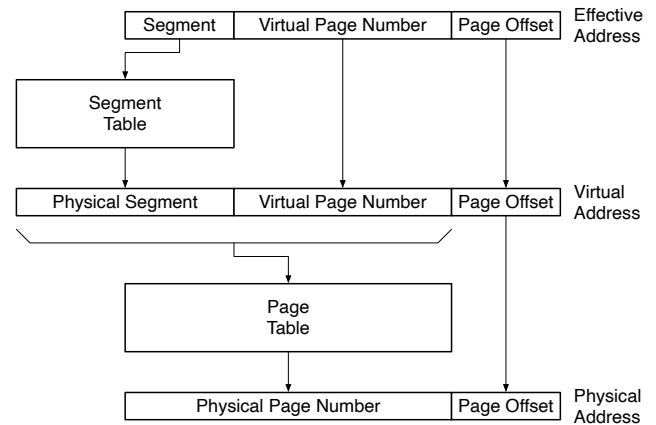 Segment Virtual Page Number Page Offset Effective Address
Segment
Table
Physical Segment Virtual Page Number Page Offset Virtual Address
Page
Table
Physical Page Number Page Offset Physical Address